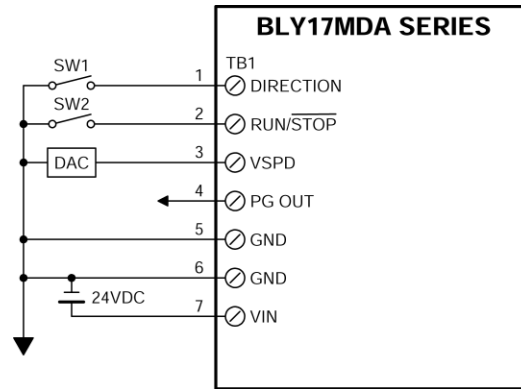 BLY17MDA SERIES
TB1
SW1
1 DIRECTION
SW2
2 RUN/STOP
DAC 3 VSPD
4 PG OUT
5 GND
6 GND
24VDC
7 VIN